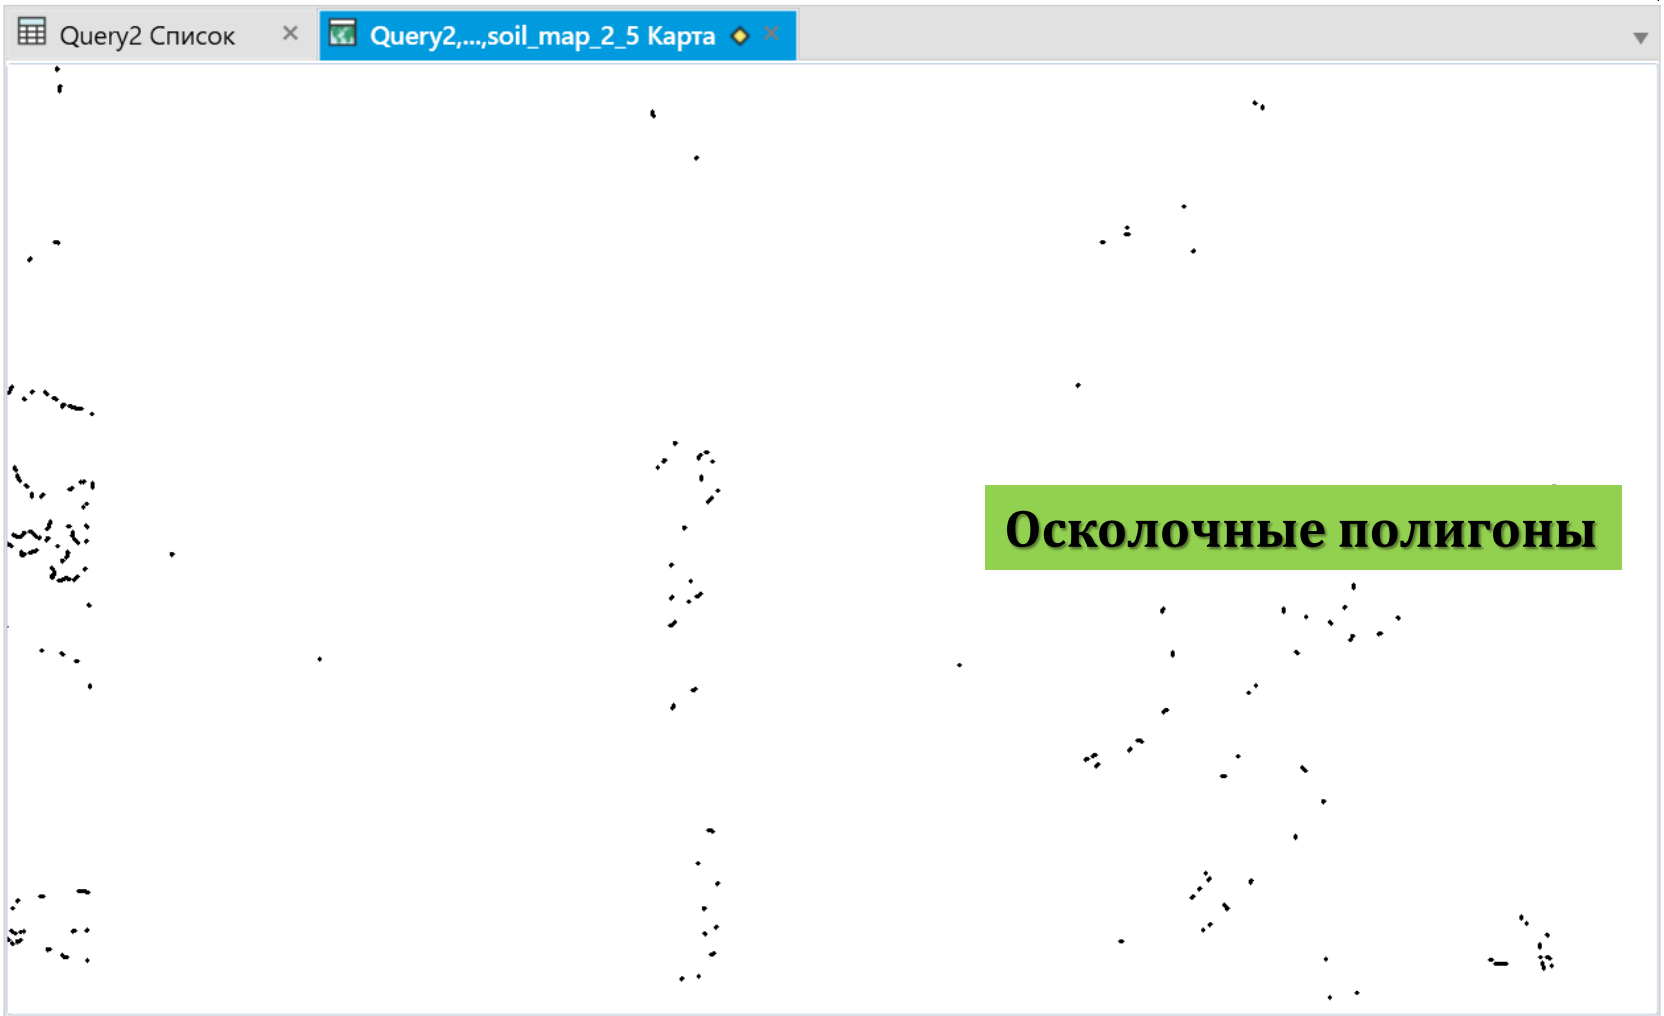 Query2 Список
Query2,...,soil_map_2_5 Карта
Осколочные полигоны